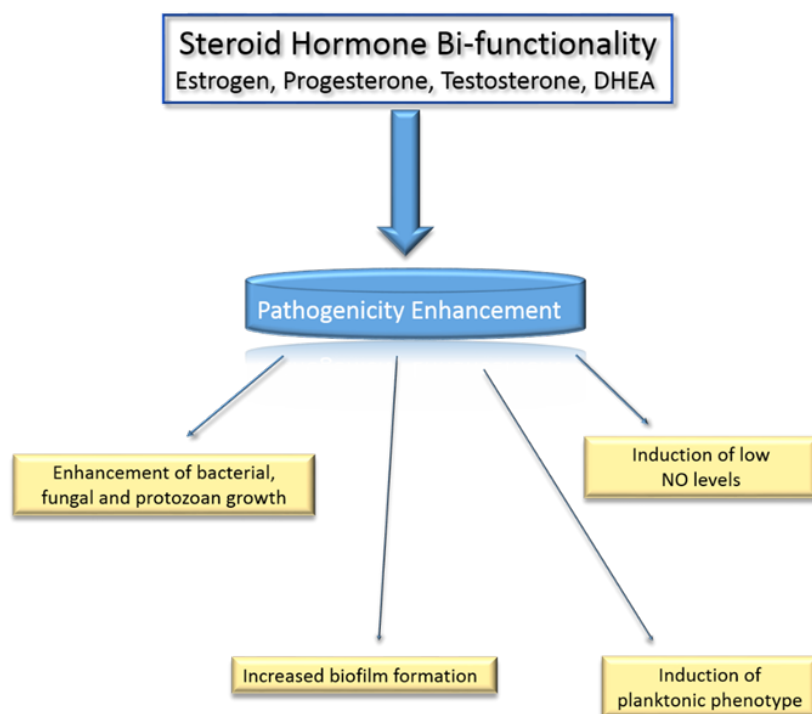 Steroid Hormone Bi-functionality
Estrogen, Progesterone, Testosterone, DHEA
Pathogenicity Enhancement
Enhancement of bacterial,
fungal and protozoan growth
Induction of low
NO levels
Increased biofilm formation
Induction of
planktonic phenotype